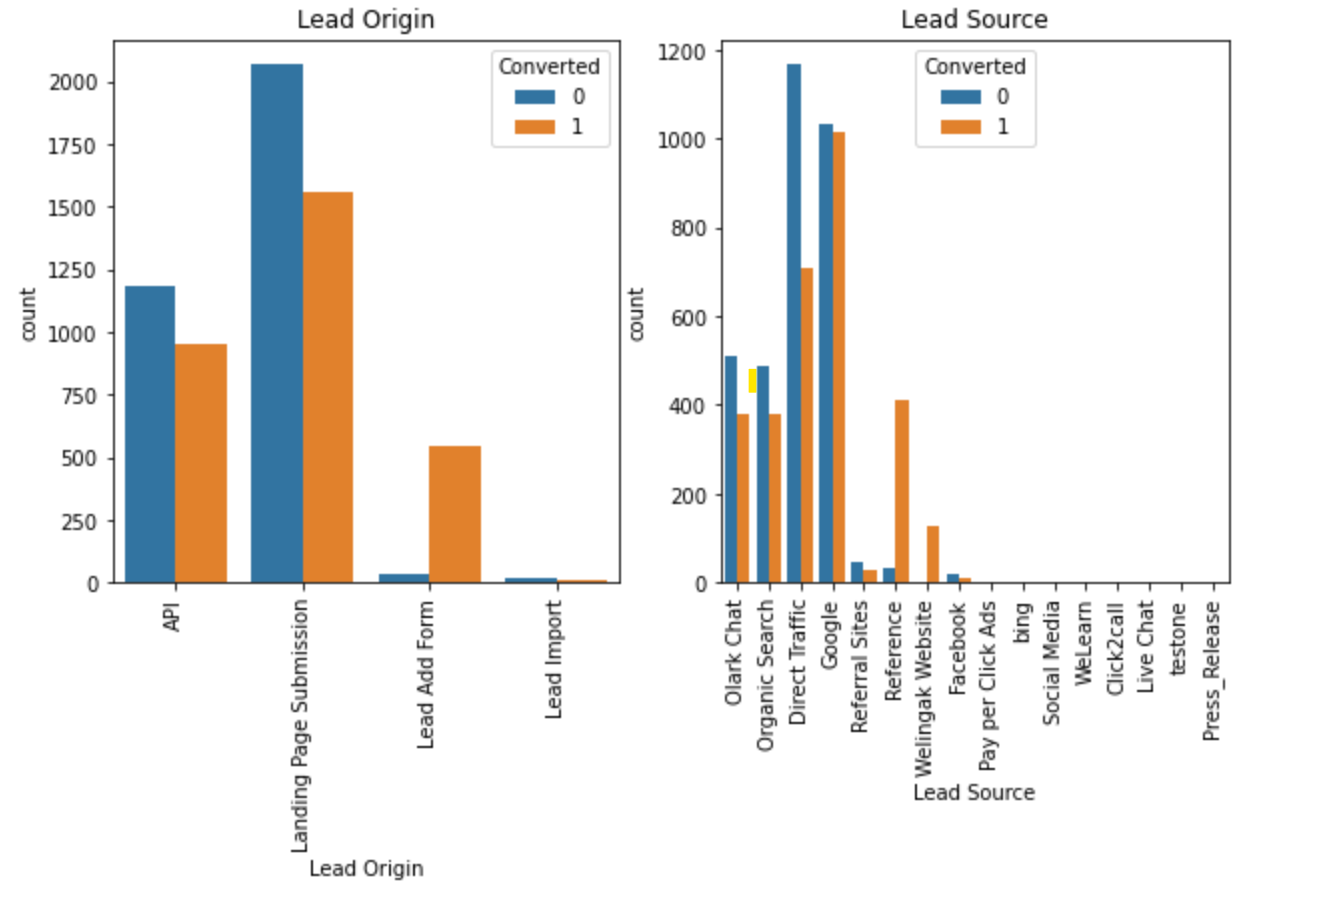 Lead Origin
2000
1750
1500
1250
1000
750
500
250
0
count
Converted
0
1
API
Landing Page Submission
Lead Add Form
Lead Import
Lead Origin
Lead Source
1200
1000
800
600
400
200
0
count
Converted
0
1
Olark Chat
Organic Search
Direct Traffic
Google
Referral Sites
Reference
Welingak Website
Facebook
Pay per Click Ads
bing
Social Media
WeLearn
Click2call
Live Chat
testone
Press_Release
Lead Source